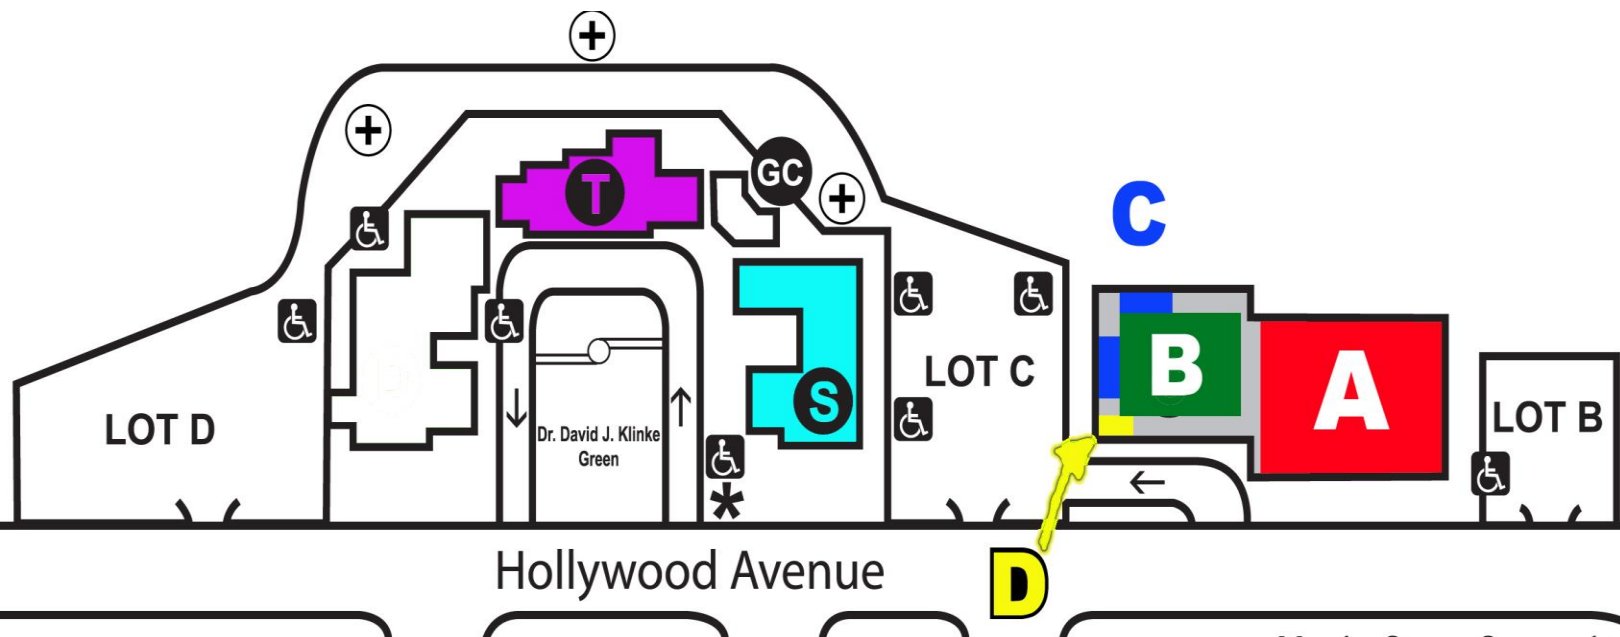 T
GC
C
B
A
S
LOT C
LOT B
LOT D
Dr. David J. Klinke
Green
*
Hollywood Avenue
D